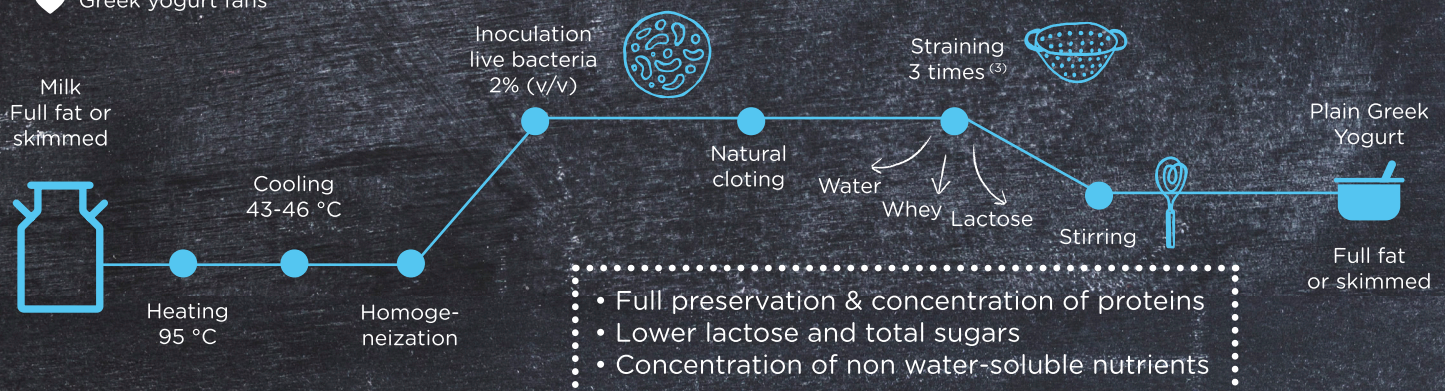 Greek yogurt fans
Milk
Full fat or
skimmed
Heating
95 °C
Cooling
43-46 °C
Homoge-
neization
Inoculation
live bacteria
2% (v/v)
Natural
cloting
Straining
3 times (3)
Water
Whey
Lactose
Stirring
Plain Greek
Yogurt
Full fat
or skimmed
• Full preservation & concentration of proteins
• Lower lactose and total sugars
• Concentration of non water-soluble nutrients